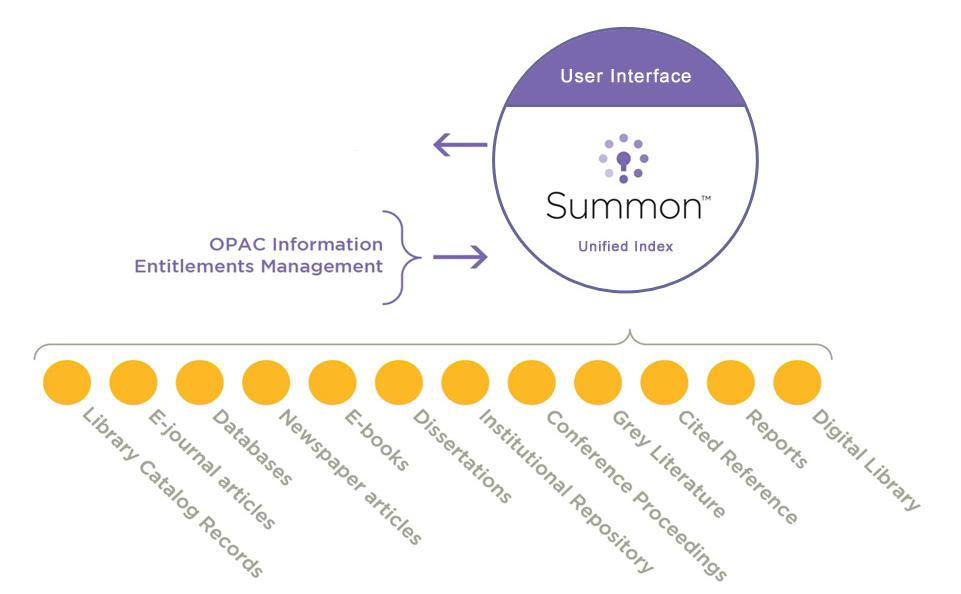 User Interface
Summon™
Unified Index
OPAC Information
Entitlements Management
Library Catalog Records
E-journal articles
Databases
Newspaper articles
E-books
Dissertations
Institutional Repository
Conference Proceedings
Grey Literature
Cited Reference
Reports
Digital Library